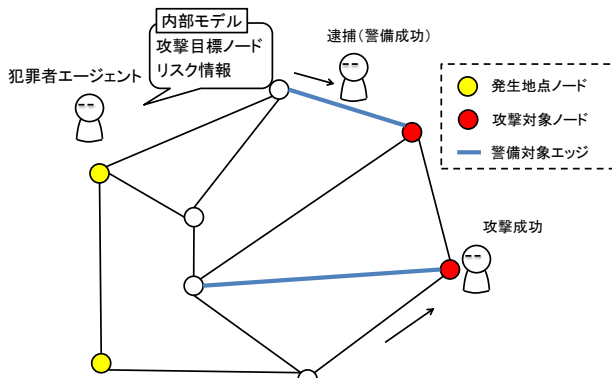 内部モデル
攻撃目標ノード
リスク情報
犯罪者エージェント
逮捕(警備成功)
発生地点ノード
攻撃対象ノード
警備対象エッジ
攻撃成功